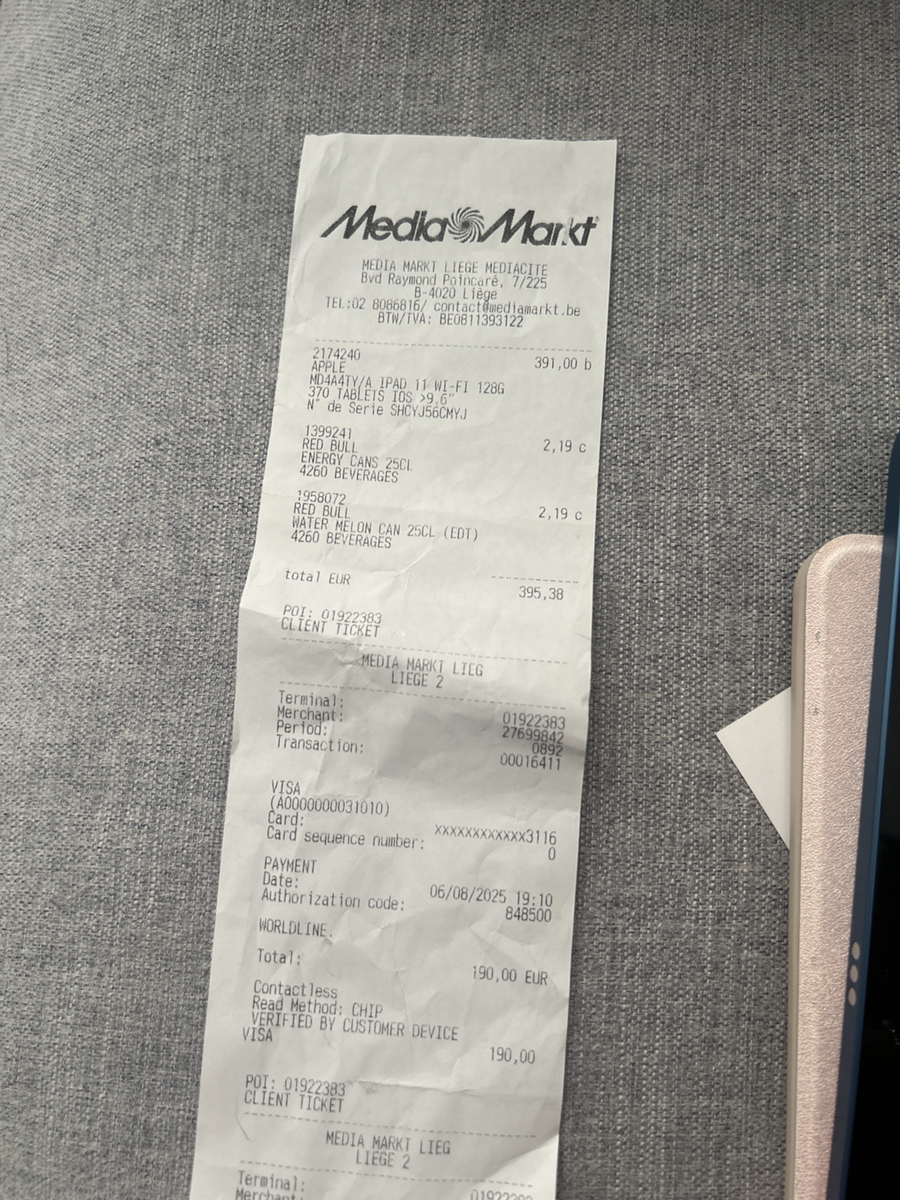 Media Markt
MEDIA MARKT LIEGE MEDIACITE
Bvd Raymond Poincaré, 7/225
B-4020 Liège
TEL:02 8086816/ contact@mediamarkt.be
BTW/TVA: BE0811393122
2174240 391,00 b
APPLE
MD4A4TY/A IPAD 11 WI-FI 128G
370 TABLETS IOS >9.6"
N° de Serie SHCYJ56CMYJ
1399241 2,19 c
RED BULL
ENERGY CANS 25CL
4260 BEVERAGES
1958072 2,19 c
RED BULL
WATER MELON CAN 25CL (EDT)
4260 BEVERAGES
total EUR 395,38
POI: 01922383
CLIENT TICKET
MEDIA MARKT LIEG
LIEGE 2
Terminal: 01922383
Merchant: 27699842
Period: 0892
Transaction: 00016411
VISA
(A0000000031010)
Card: XXXXXXXXXXXX3116
Card sequence number: 0
PAYMENT
Date: 06/08/2025 19:10
Authorization code: 848500
WORLDLINE.
Total: 190,00 EUR
Contactless
Read Method: CHIP
VERIFIED BY CUSTOMER DEVICE
VISA 190,00
POI: 01922383
CLIENT TICKET
MEDIA MARKT LIEG
LIEGE 2
Terminal:
Merchant: